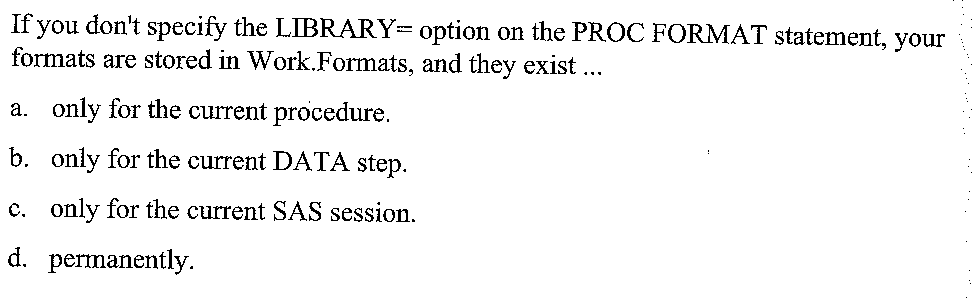 If you don't specify the LIBRARY= option on the PROC FORMAT statement, your
formats are stored in Work.Formats, and they exist ...
a. only for the current procedure.
b. only for the current DATA step.
c. only for the current SAS session.
d. permanently.